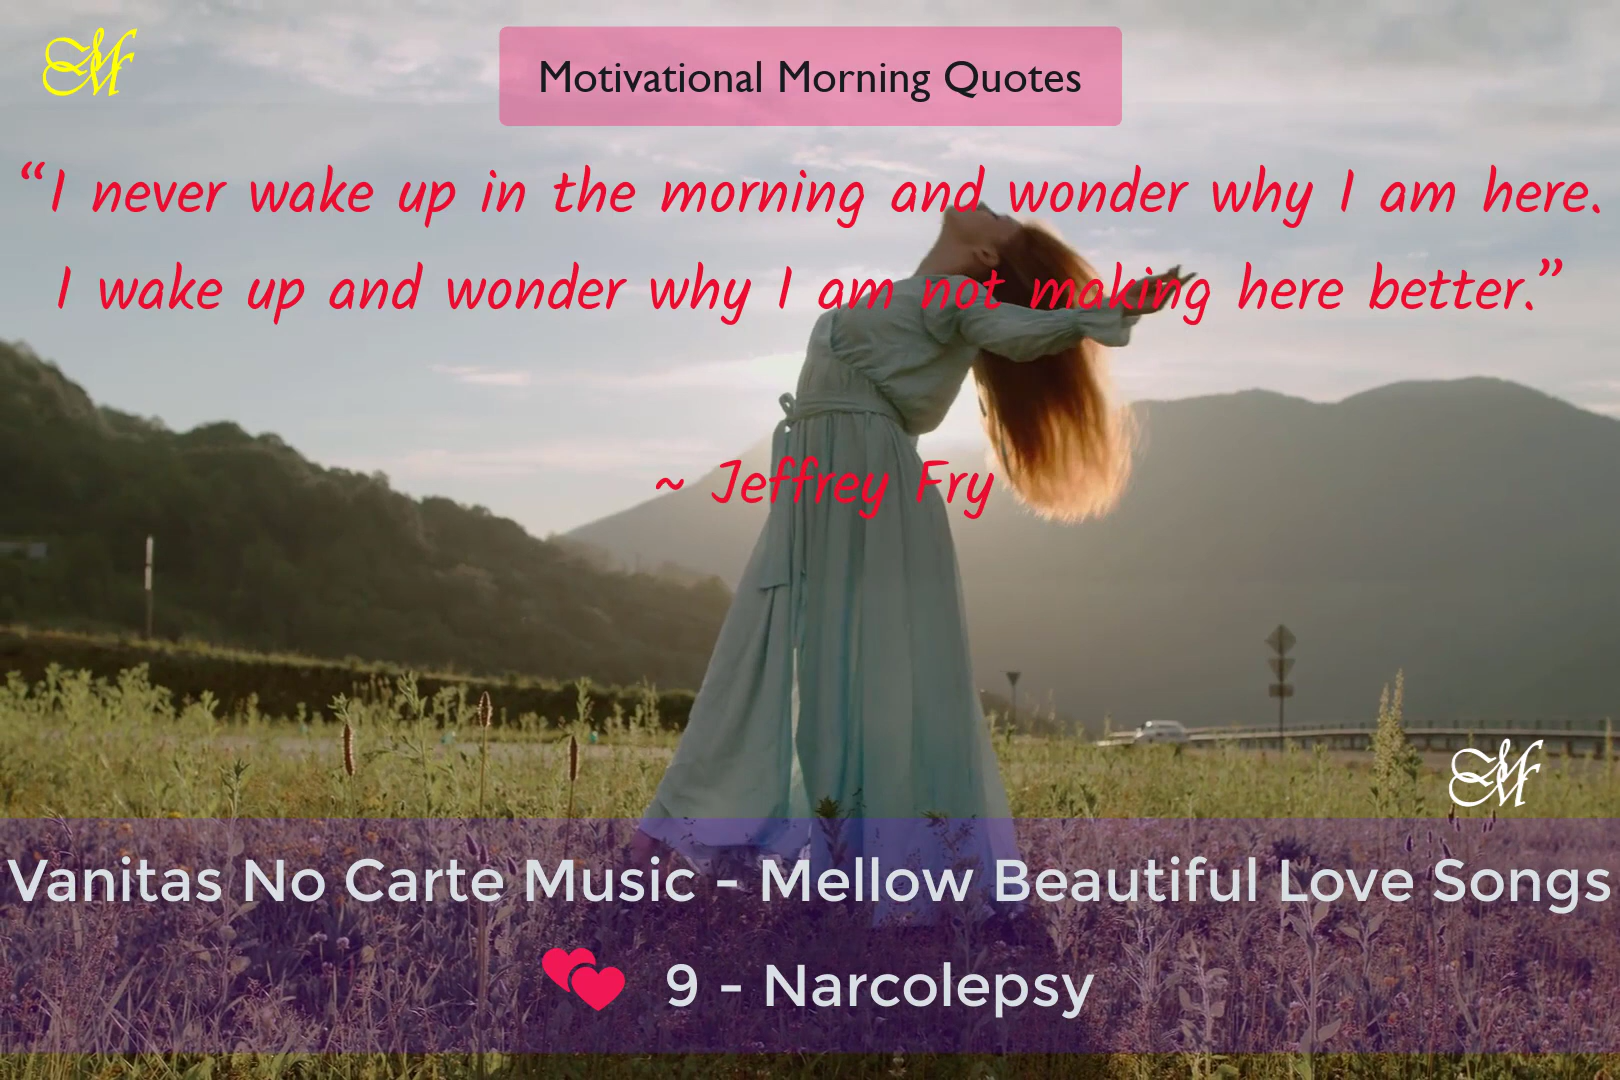 Motivational Morning Quotes
“I never wake up in the morning and wonder why I am here.
I wake up and wonder why I am not making here better.”
~ Jeffrey Fry
Vanitas No Carte Music - Mellow Beautiful Love Songs
9 - Narcolepsy